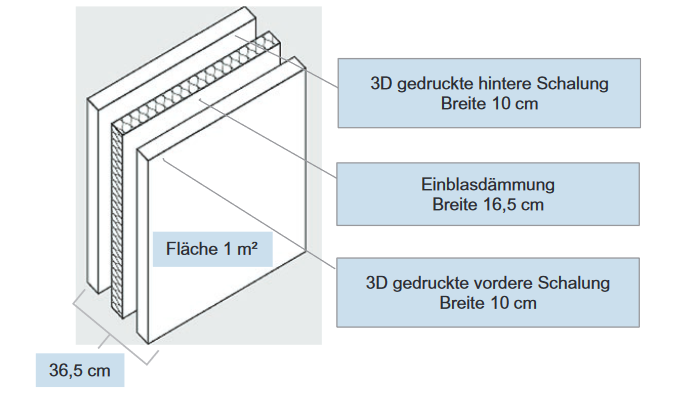 3D gedruckte hintere Schalung
Breite 10 cm
Einblasdämmung
Breite 16,5 cm
Fläche 1 m²
3D gedruckte vordere Schalung
Breite 10 cm
36,5 cm